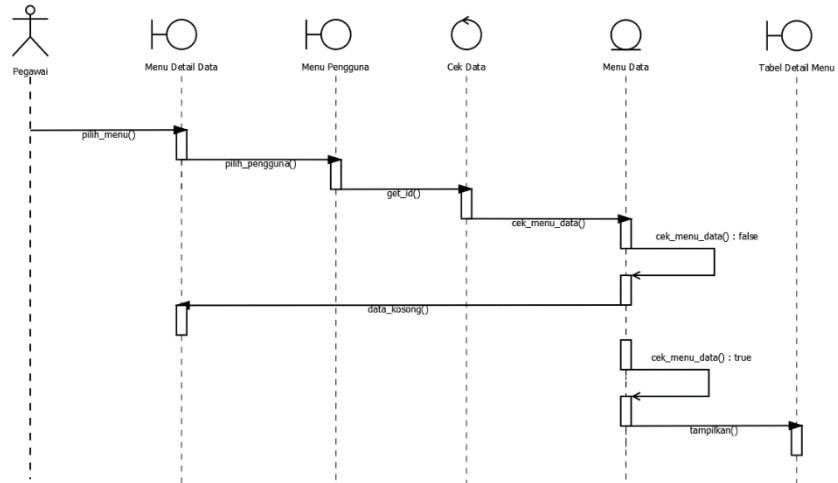 Pegawai
Menu Detail Data
Menu Pengguna
Cek Data
Menu Data
Tabel Detail Menu
pilih_menu()
pilih_pengguna()
get_id()
cek_menu_data()
cek_menu_data() : false
data_kosong()
cek_menu_data() : true
tampilkan()